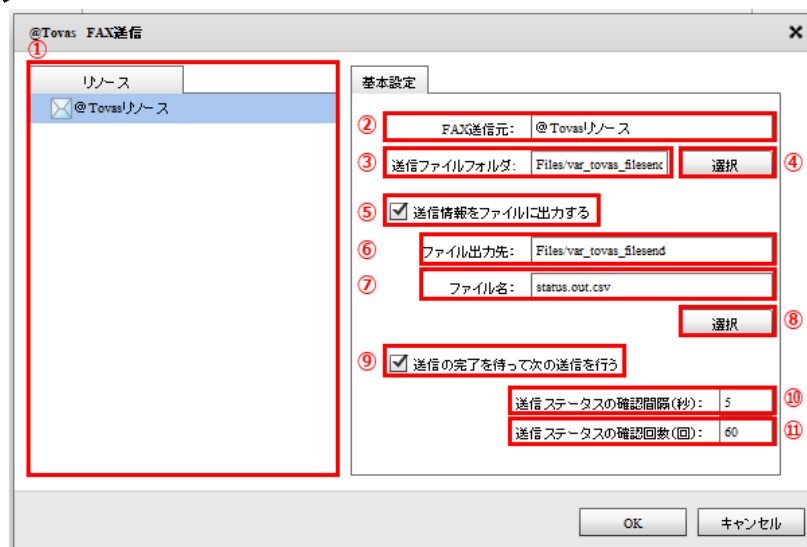 @Tovas FAX送信
①
リソース
@Tovasリソース
基本設定
② FAX送信元： @Tovasリソース
③ 送信ファイルフォルダ： Files/var_tovas_filesenc 選択 ④
⑤ 送信情報をファイルに出力する
⑥ ファイル出力先： Files/var_tovas_filesend
⑦ ファイル名： status.out.csv
選択 ⑧
⑨ 送信の完了を待って次の送信を行う
送信ステータスの確認間隔(秒)： 5 ⑩
送信ステータスの確認回数(回)： 60 ⑪
OK キャンセル